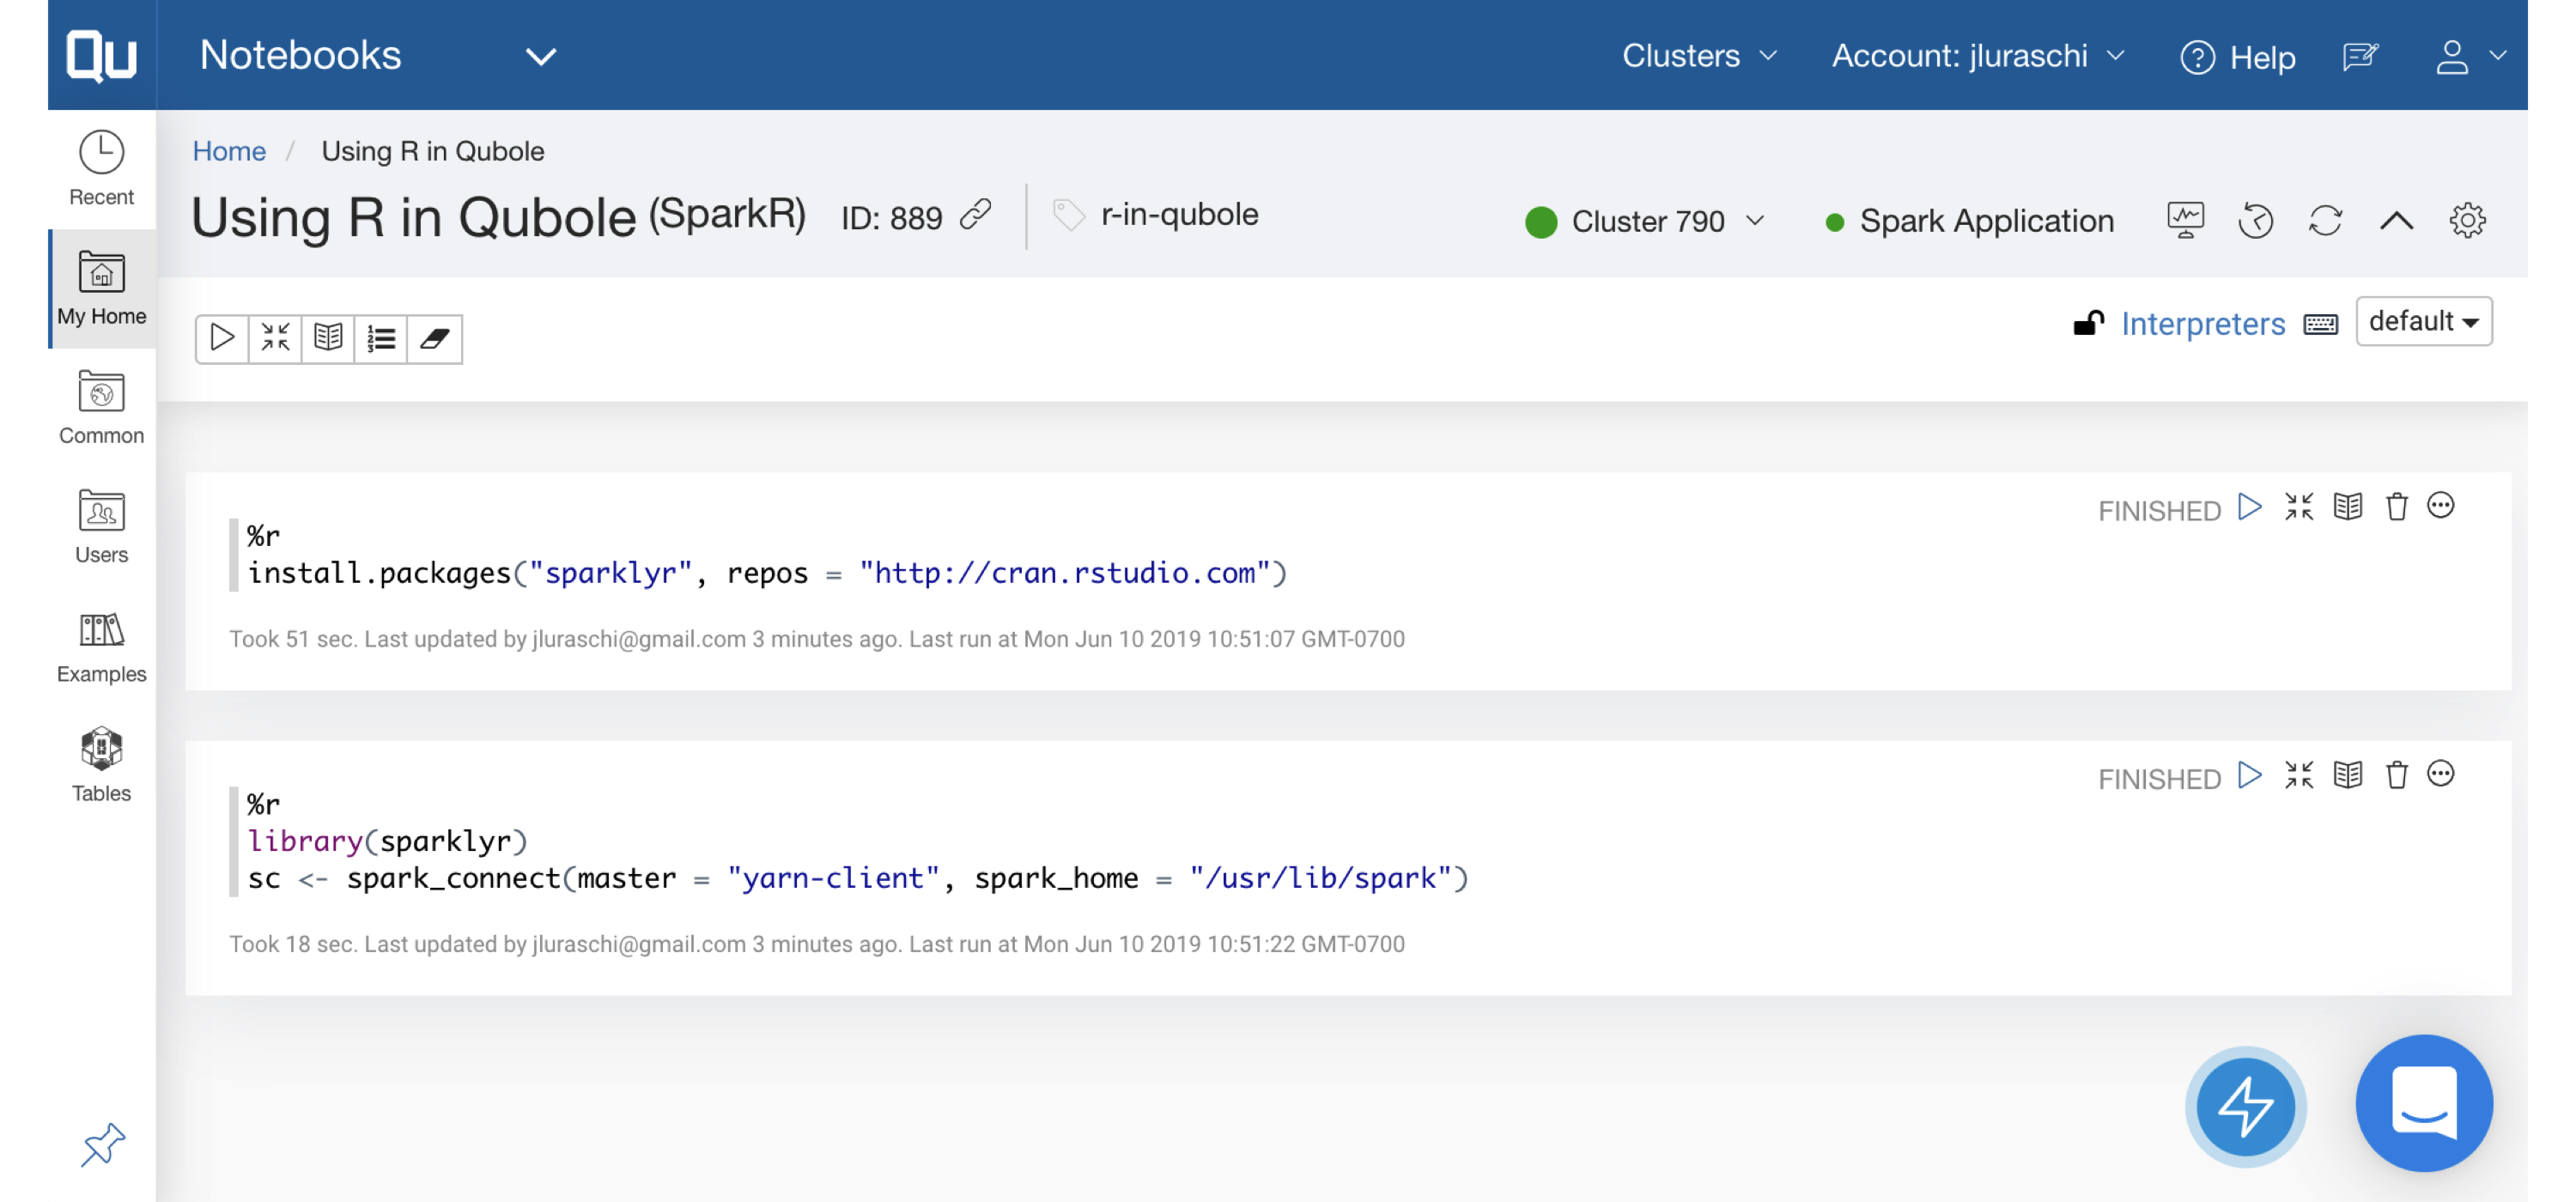 Qu Notebooks Clusters Account: jluraschi ? Help
Home / Using R in Qubole
Using R in Qubole (SparkR) ID: 889 r-in-qubole Cluster 790 Spark Application
Recent
My Home
Common
Users
Examples
Tables
Interpreters default
FINISHED
%r
install.packages("sparklyr", repos = "http://cran.rstudio.com")
Took 51 sec. Last updated by jluraschi@gmail.com 3 minutes ago. Last run at Mon Jun 10 2019 10:51:07 GMT-0700
FINISHED
%r
library(sparklyr)
sc <- spark_connect(master = "yarn-client", spark_home = "/usr/lib/spark")
Took 18 sec. Last updated by jluraschi@gmail.com 3 minutes ago. Last run at Mon Jun 10 2019 10:51:22 GMT-0700